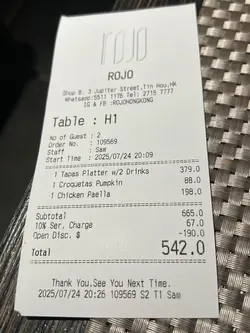 rojo
ROJO
Shop B, 3 Jupiter Street,Tin Hou,HK
Whatsapp:5511 1176 Tel: 2715 7777
IG & FB :ROJOHONGKONG
Table : H1
No of Guest : 2
Order No. : 109569
Staff : Sam
Start Time : 2025/07/24 20:09
1 Tapas Platter w/2 Drinks 379.0
1 Croquetas Pumpkin 88.0
1 Chicken Paella 198.0
Subtotal 665.0
10% Ser. Charge 67.0
Open Disc. $ -190.0
Total 542.0
Thank You.See You Next Time.
2025/07/24 20:26 109569 S2 T1 Sam